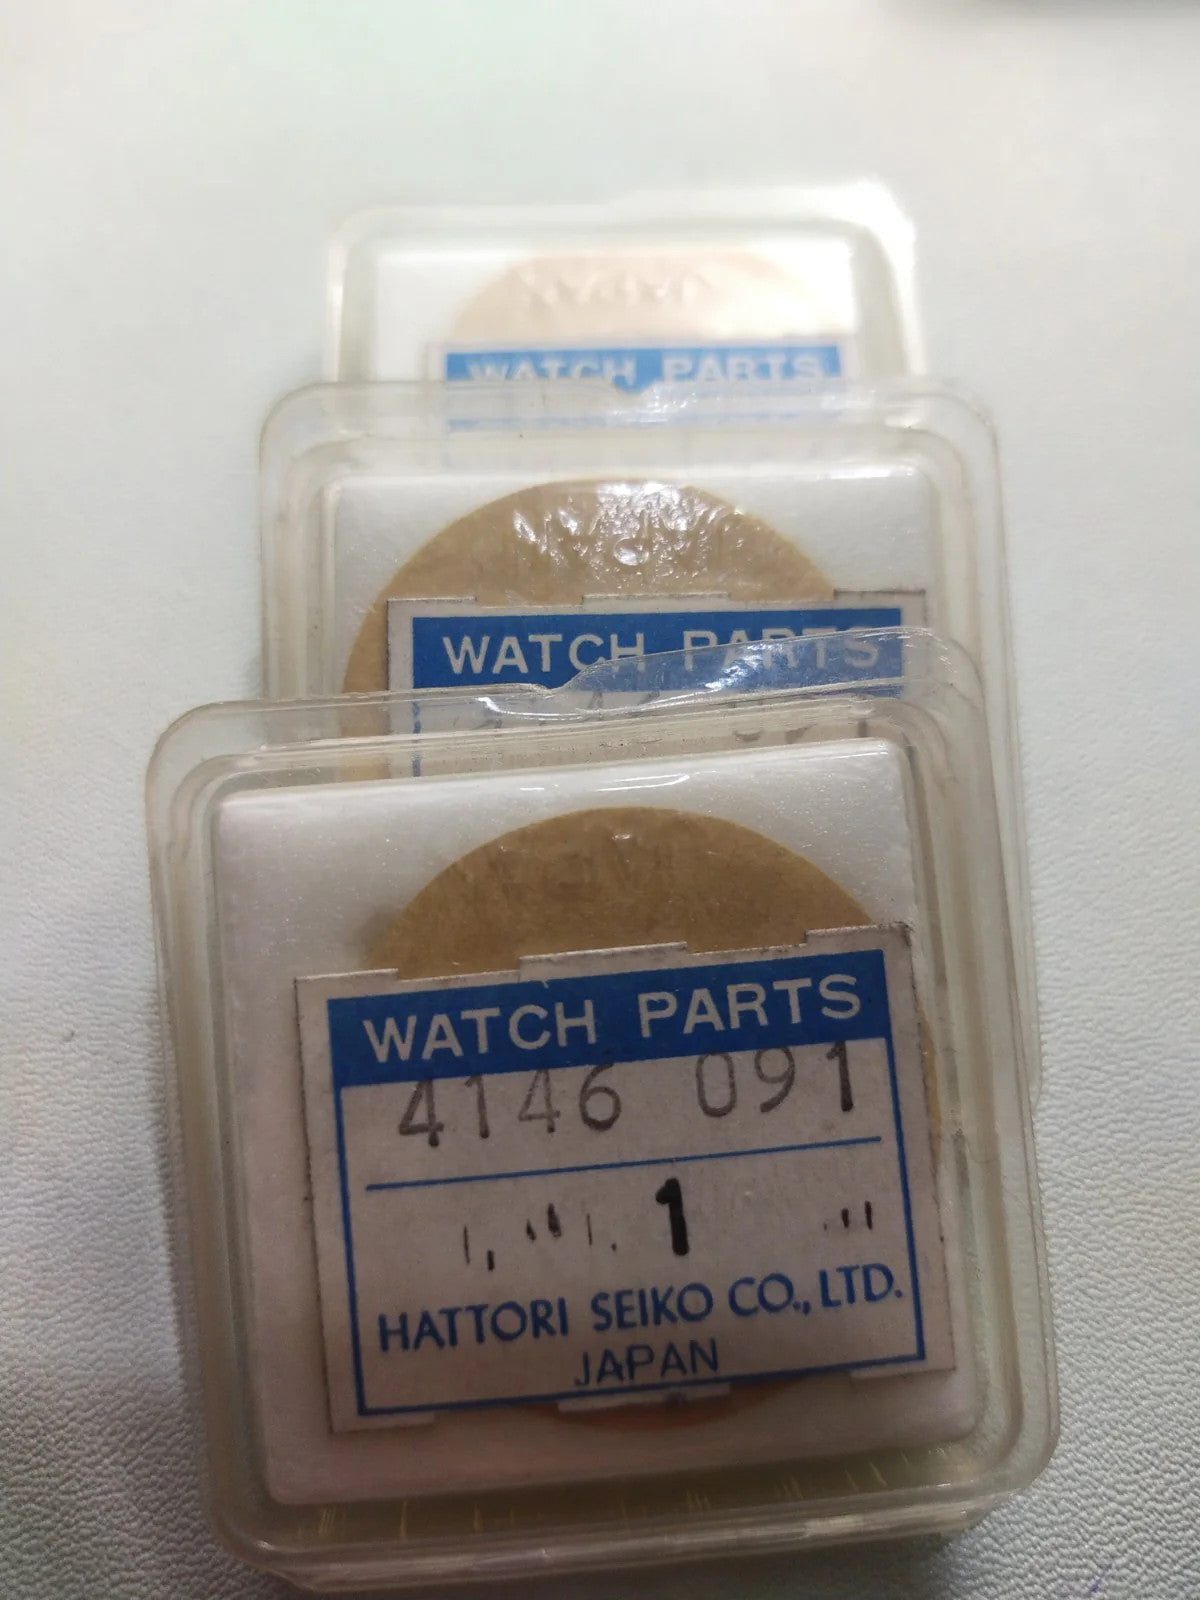 WATCH PARTS
WATCH PARTS
WATCH PARTS
4146 091
1
HATTORI SEIKO CO., LTD.
JAPAN